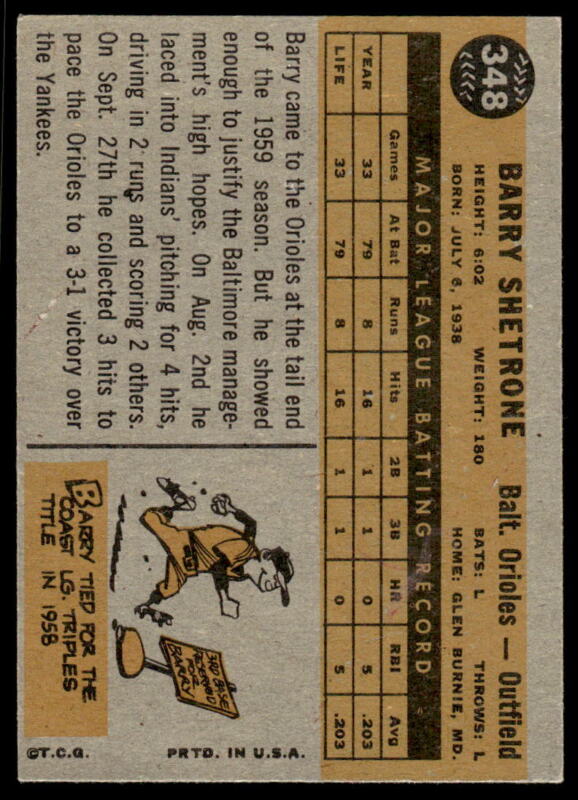 348
BARRY SHETRONE Balt. Orioles — Outfield
HEIGHT: 6:02 WEIGHT: 180 BATS: L THROWS: L
BORN: JULY 6, 1938 HOME: GLEN BURNIE, MD.
MAJOR LEAGUE BATTING RECORD
Games At Bat Runs Hits 2B 3B HR RBI Avg
YEAR 33 79 8 16 1 1 0 5 .203
LIFE 33 79 8 16 1 1 0 5 .203
Barry came to the Orioles at the tail end
of the 1959 season. But he showed
enough to justify the Baltimore manage-
ment's high hopes. On Aug. 2nd he
laced into Indians' pitching for 4 hits,
driving in 2 runs and scoring 2 others.
On Sept. 27th he collected 3 hits to
pace the Orioles to a 3-1 victory over
the Yankees.
3RD BASE
RESERVED
FOR
BARRY
BARRY TIED FOR THE
COAST LG. TRIPLES
TITLE IN 1958
©T.C.G. PRTD. IN U.S.A.